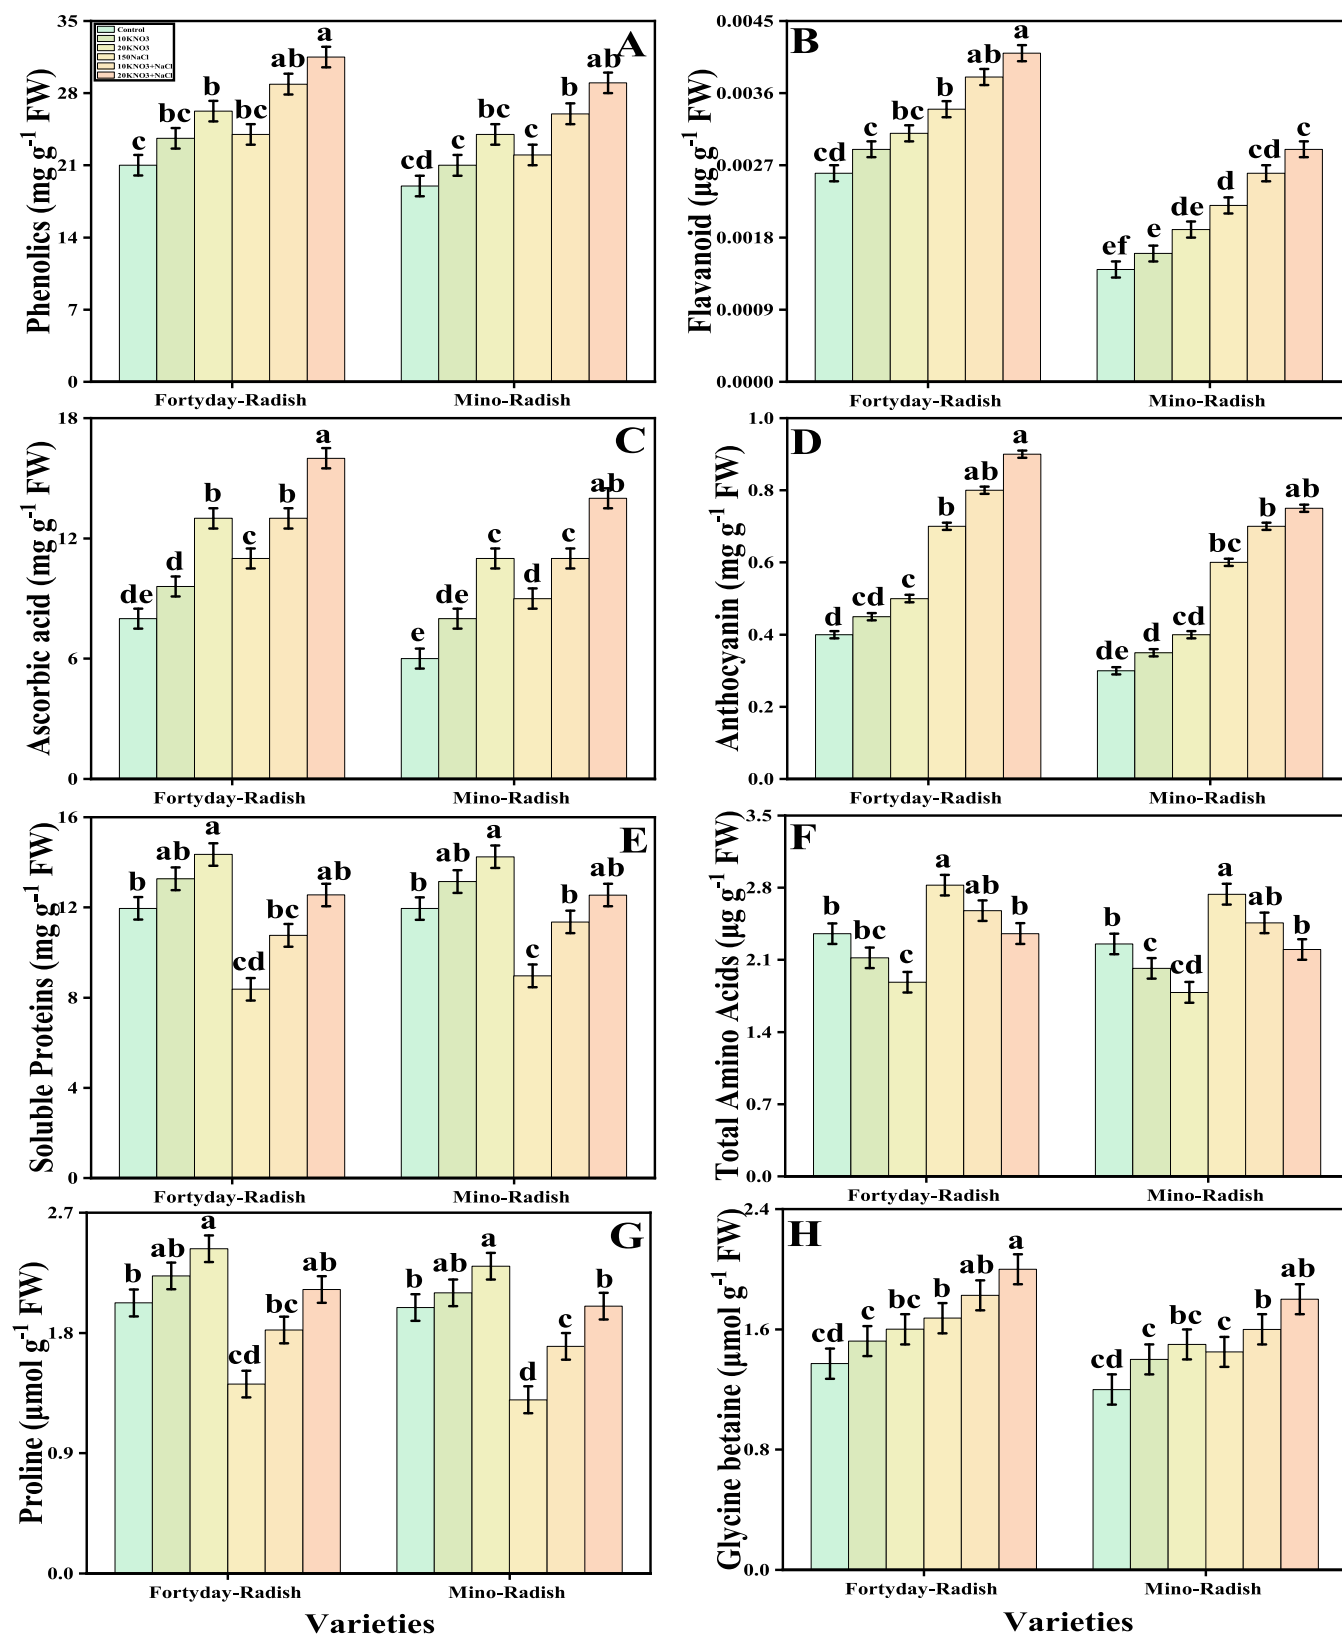 35
28
21
14
7
0
Phenolics (mg g⁻¹ FW)
Control
10KNO3
20KNO3
150NaCl
10KNO3+NaCl
20KNO3+NaCl
A
c bc b bc ab a
cd c bc c b ab
Fortyday-Radish Mino-Radish
0.0045
0.0036
0.0027
0.0018
0.0009
0.0000
Flavanoid (µg g⁻¹ FW)
B
cd c bc b ab a
ef e de d cd c
Fortyday-Radish Mino-Radish
18
12
6
0
Ascorbic acid (mg g⁻¹ FW)
C
de d b c b a
e de c d c ab
Fortyday-Radish Mino-Radish
1.0
0.8
0.6
0.4
0.2
0.0
Anthocyanin (mg g⁻¹ FW)
D
d cd c b ab a
de d cd bc b ab
Fortyday-Radish Mino-Radish
16
12
8
4
0
Soluble Proteins (mg g⁻¹ FW)
E
b ab a cd bc ab
b ab a c b ab
Fortyday-Radish Mino-Radish
3.5
2.8
2.1
1.4
0.7
0.0
Total Amino Acids (µg g⁻¹ FW)
F
b bc c a ab b
b c cd a ab b
Fortyday-Radish Mino-Radish
2.7
1.8
0.9
0.0
Proline (µmol g⁻¹ FW)
G
b ab a cd bc ab
b ab a d c b
Fortyday-Radish Mino-Radish
Varieties
2.4
1.6
0.8
0.0
Glycine betaine (µmol g⁻¹ FW)
H
cd c bc b ab a
cd c bc c b ab
Fortyday-Radish Mino-Radish
Varieties